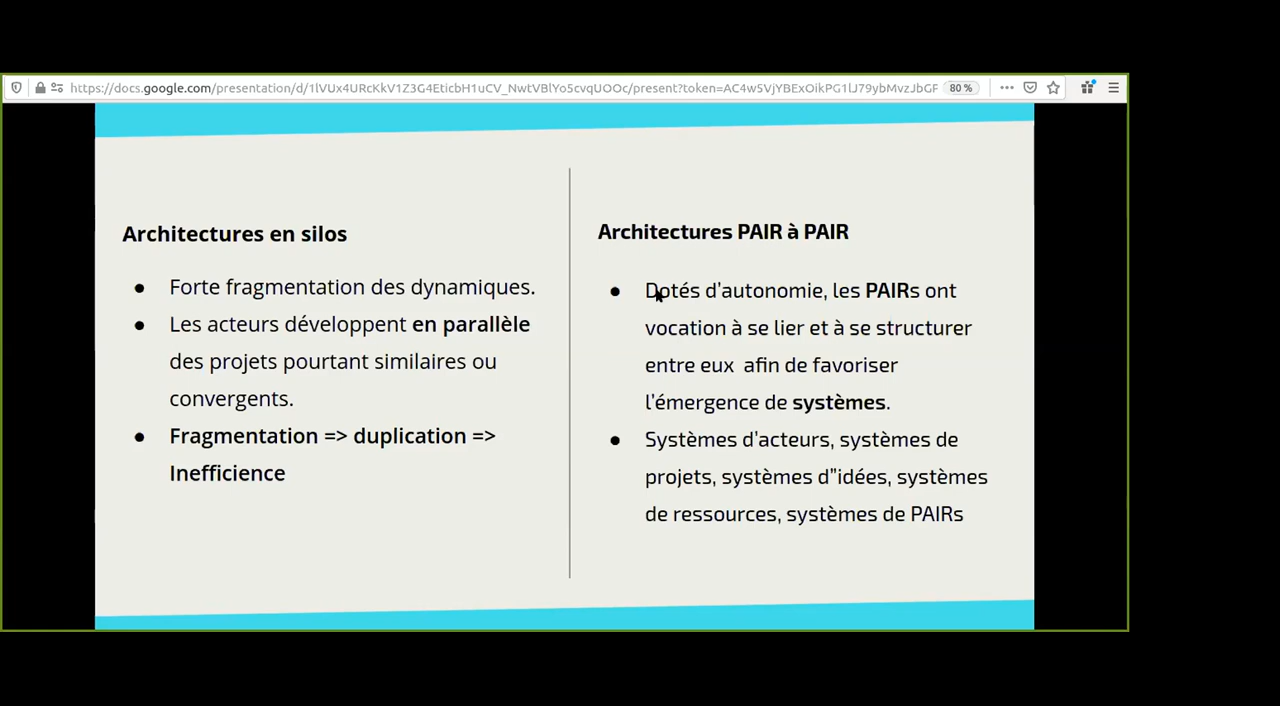 https://docs.google.com/presentation/d/1lVUx4URcKkV1ZSG4EticbH1uCV_NwtVBlYo5cvqUOOc/present?token=AC4w5VjYBExOikPG1lJ79ybMvzJbGF
80 %
Architectures en silos
● Forte fragmentation des dynamiques.
● Les acteurs développent en parallèle
des projets pourtant similaires ou
convergents.
● Fragmentation => duplication =>
Inefficience
Architectures PAIR à PAIR
● Dotés d'autonomie, les PAIRs ont
vocation à se lier et à se structurer
entre eux afin de favoriser
l'émergence de systèmes.
● Systèmes d'acteurs, systèmes de
projets, systèmes d''idées, systèmes
de ressources, systèmes de PAIRs